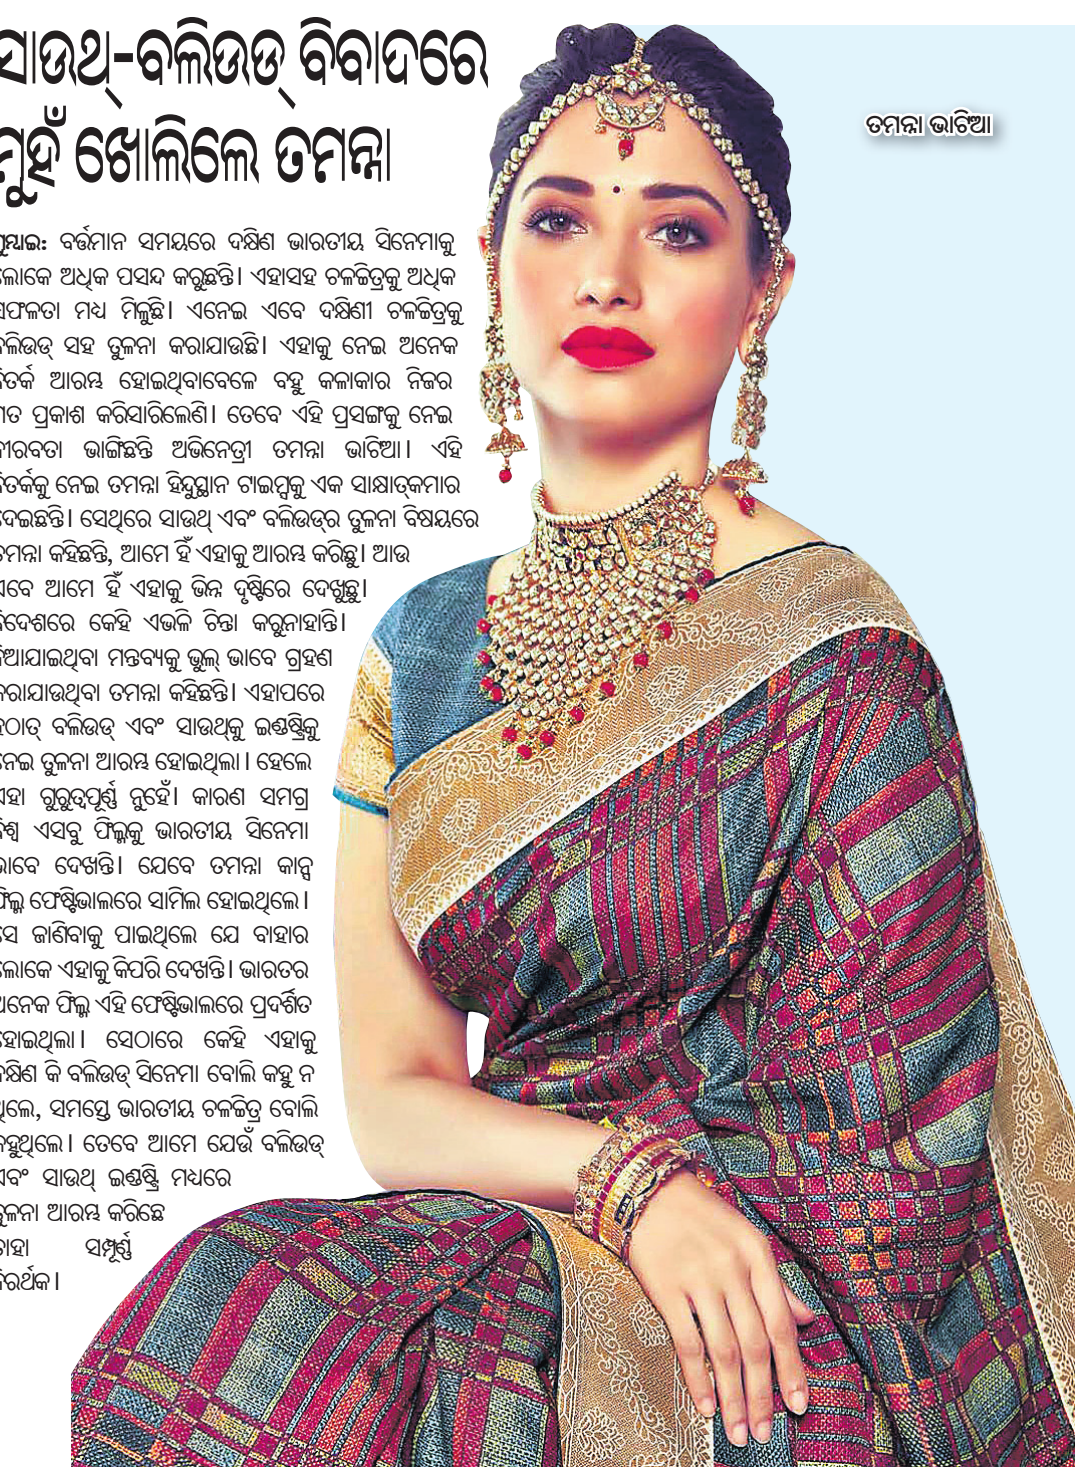 ସାଉଥ୍-ବଲିଉଡ୍ ବିବାଦରେ
ମୁହଁ ଖୋଲିଲେ ତମନ୍ନା
ତମନ୍ନା ଭାଟିଆ
ମୁମ୍ବାଇ: ବର୍ତ୍ତମାନ ସମୟରେ ଦକ୍ଷିଣ ଭାରତୀୟ ସିନେମାକୁ
ଲୋକେ ଅଧିକ ପସନ୍ଦ କରୁଛନ୍ତି। ଏହାସହ ଚଳଚ୍ଚିତ୍ରକୁ ଅଧିକ
ସଫଳତା ମଧ୍ୟ ମିଳୁଛି। ଏନେଇ ଏବେ ଦକ୍ଷିଣୀ ଚଳଚ୍ଚିତ୍ରକୁ
ବଲିଉଡ୍ ସହ ତୁଳନା କରାଯାଉଛି। ଏହାକୁ ନେଇ ଅନେକ
ବିତର୍କ ଆରମ୍ଭ ହୋଇଥିବାବେଳେ ବହୁ କଳାକାର ନିଜର
ମତ ପ୍ରକାଶ କରିସାରିଲେଣି। ତେବେ ଏହି ପ୍ରସଙ୍ଗକୁ ନେଇ
ନୀରବତା ଭାଙ୍ଗିଛନ୍ତି ଅଭିନେତ୍ରୀ ତମନ୍ନା ଭାଟିଆ। ଏହି
ବିତର୍କକୁ ନେଇ ତମନ୍ନା ହିନ୍ଦୁସ୍ଥାନ ଟାଇମ୍ସକୁ ଏକ ସାକ୍ଷାତ୍‌କମାର
ଦେଇଛନ୍ତି। ସେଥିରେ ସାଉଥ୍ ଏବଂ ବଲିଉଡ୍‌ର ତୁଳନା ବିଷୟରେ
ତମନ୍ନା କହିଛନ୍ତି, ଆମେ ହିଁ ଏହାକୁ ଆରମ୍ଭ କରିଛୁ। ଆଉ
ଏବେ ଆମେ ହିଁ ଏହାକୁ ଭିନ୍ନ ଦୃଷ୍ଟିରେ ଦେଖୁଛୁ।
ବିଦେଶରେ କେହି ଏଭଳି ଚିନ୍ତା କରୁନାହାନ୍ତି।
ଦିଆଯାଇଥିବା ମନ୍ତବ୍ୟକୁ ଭୁଲ୍ ଭାବେ ଗ୍ରହଣ
କରାଯାଉଥିବା ତମନ୍ନା କହିଛନ୍ତି। ଏହାପରେ
ହଠାତ୍ ବଲିଉଡ୍ ଏବଂ ସାଉଥ୍‌କୁ ଇଣ୍ଡଷ୍ଟ୍ରିକୁ
ନେଇ ତୁଳନା ଆରମ୍ଭ ହୋଇଥିଲା। ହେଲେ
ଏହା ଗୁରୁତ୍ୱପୂର୍ଣ୍ଣ ନୁହେଁ। କାରଣ ସମଗ୍ର
ବିଶ୍ୱ ଏସବୁ ଫିଲ୍ମକୁ ଭାରତୀୟ ସିନେମା
ଭାବେ ଦେଖନ୍ତି। ଯେବେ ତମନ୍ନା କାନ୍ସ
ଫିଲ୍ମ ଫେଷ୍ଟିଭାଲରେ ସାମିଲ ହୋଇଥିଲେ।
ସେ ଜାଣିବାକୁ ପାଇଥିଲେ ଯେ ବାହାର
ଲୋକେ ଏହାକୁ କିପରି ଦେଖନ୍ତି। ଭାରତର
ଅନେକ ଫିଲ୍ମ ଏହି ଫେଷ୍ଟିଭାଲରେ ପ୍ରଦର୍ଶିତ
ହୋଇଥିଲା। ସେଠାରେ କେହି ଏହାକୁ
ଦକ୍ଷିଣ କି ବଲିଉଡ୍ ସିନେମା ବୋଲି କହୁ ନ
ଥିଲେ, ସମସ୍ତେ ଭାରତୀୟ ଚଳଚ୍ଚିତ୍ର ବୋଲି
କହୁଥିଲେ। ତେବେ ଆମେ ଯେଉଁ ବଲିଉଡ୍
ଏବଂ ସାଉଥ୍ ଇଣ୍ଡଷ୍ଟ୍ରି ମଧ୍ୟରେ
ତୁଳନା ଆରମ୍ଭ କରିଛେ
ତାହା ସମ୍ପୂର୍ଣ୍ଣ
ନିରର୍ଥକ।